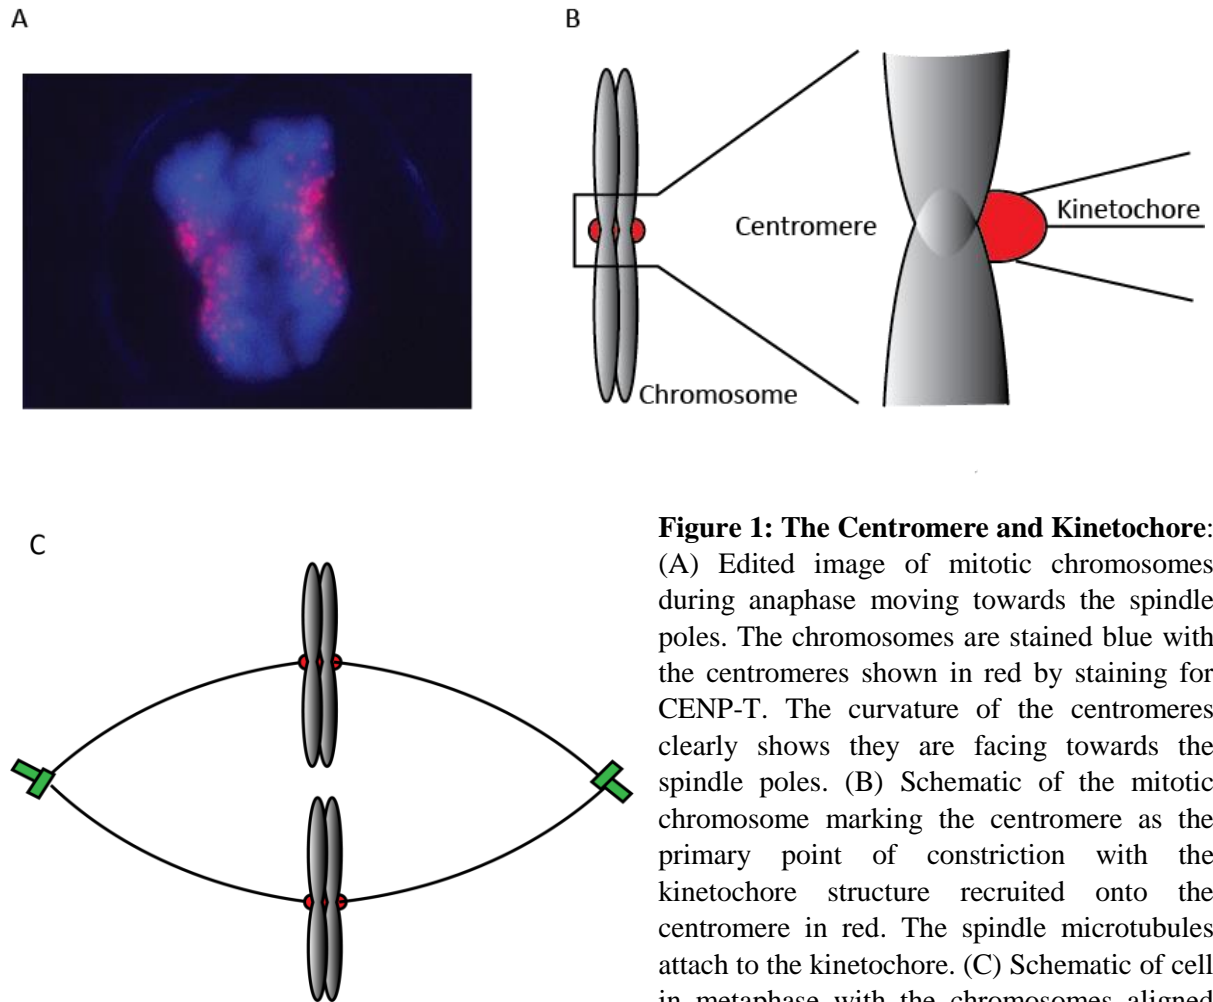 A
B
Centromere
Kinetochore
Chromosome
C
Figure 1: The Centromere and Kinetochore:
(A) Edited image of mitotic chromosomes
during anaphase moving towards the spindle
poles. The chromosomes are stained blue with
the centromeres shown in red by staining for
CENP-T. The curvature of the centromeres
clearly shows they are facing towards the
spindle poles. (B) Schematic of the mitotic
chromosome marking the centromere as the
primary point of constriction with the
kinetochore structure recruited onto the
centromere in red. The spindle microtubules
attach to the kinetochore. (C) Schematic of cell
in metaphase with the chromosomes aligned